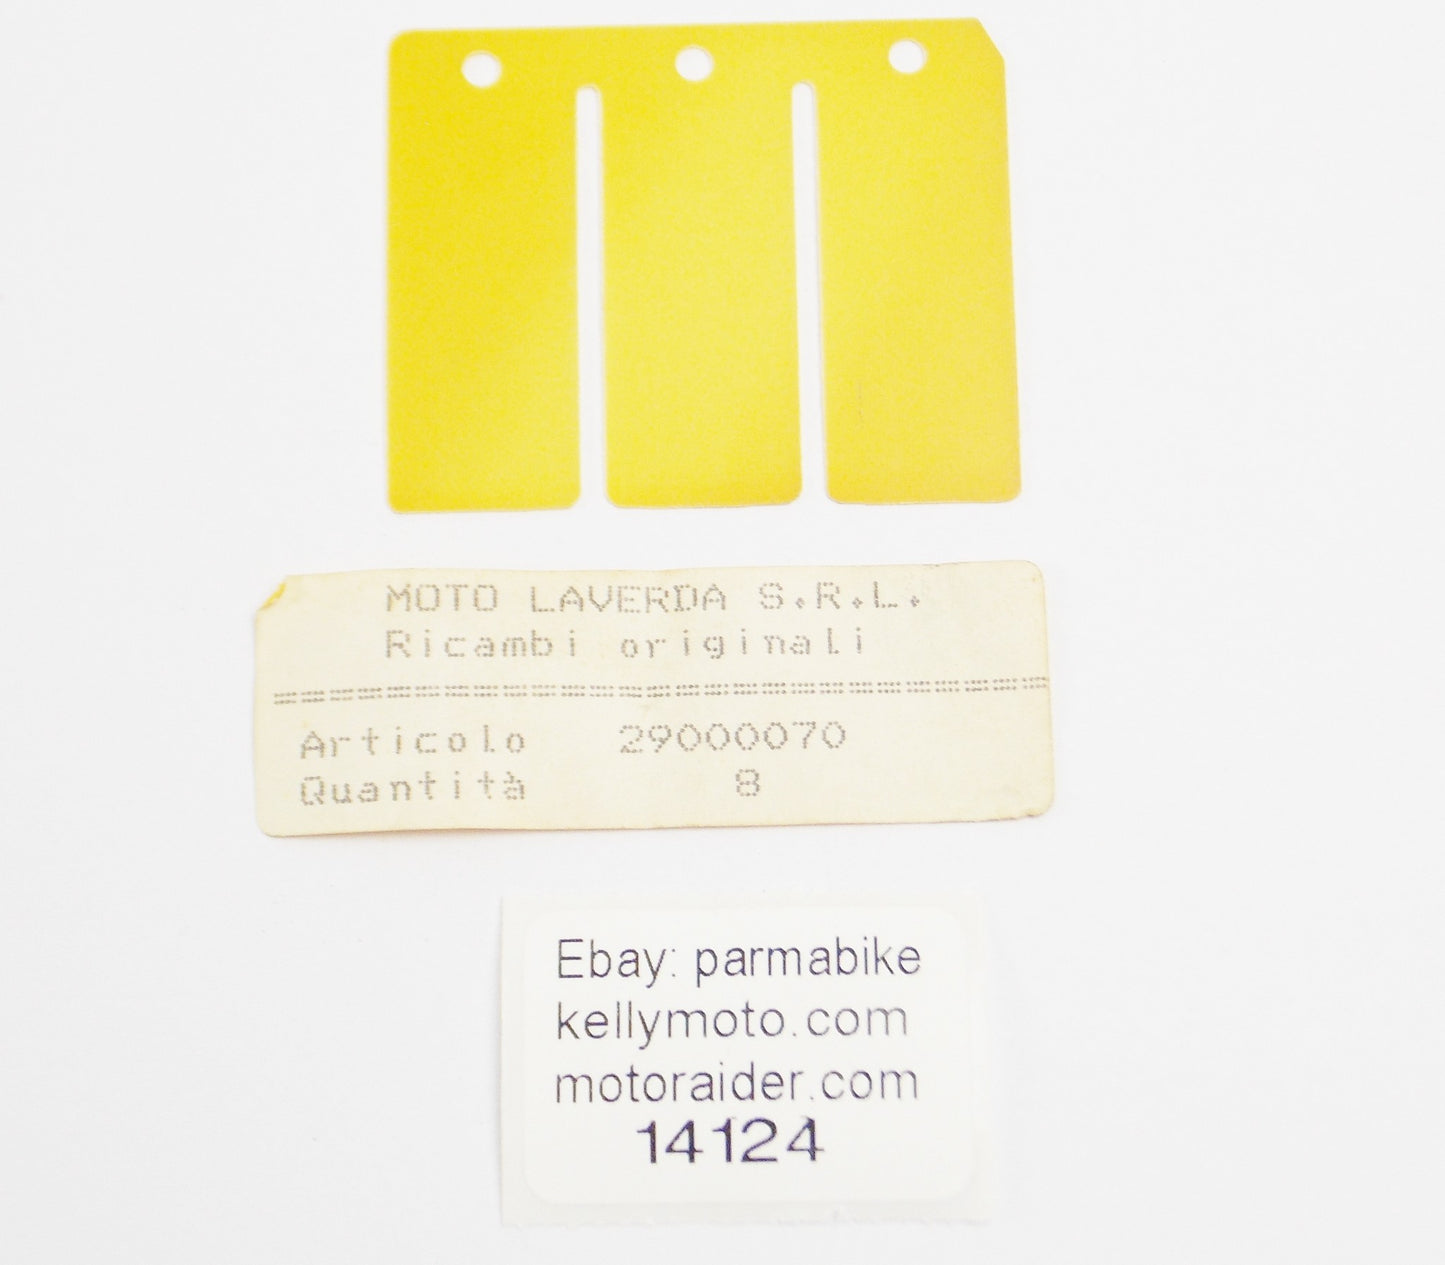 MOTO LAVERDA S.R.L.
Ricambi originali
===========================
Articolo 29000070
Quantità 8
Ebay: parmabike
kellymoto.com
motoraider.com
14124